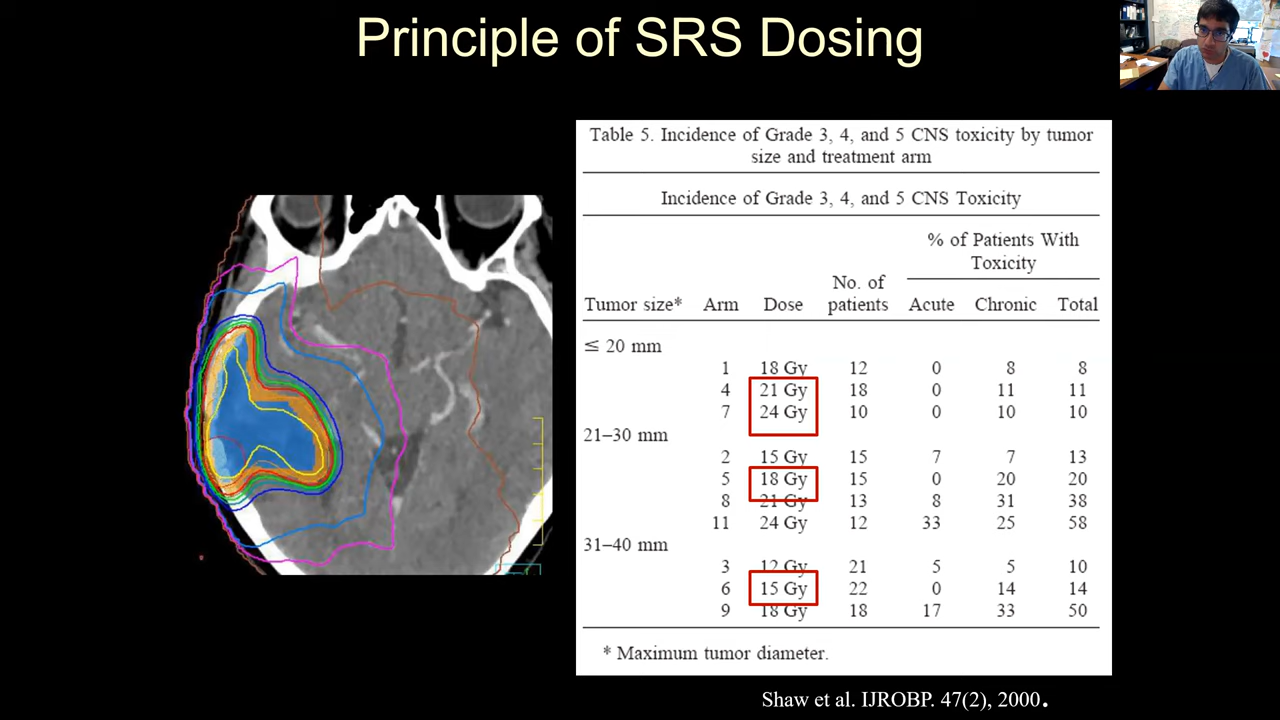 Principle of SRS Dosing
Table 5. Incidence of Grade 3, 4, and 5 CNS toxicity by tumor
size and treatment arm
Incidence of Grade 3, 4, and 5 CNS Toxicity
% of Patients With
Toxicity
No. of
Tumor size* Arm Dose patients Acute Chronic Total
≤ 20 mm
1 18 Gy 12 0 8 8
4 21 Gy 18 0 11 11
7 24 Gy 10 0 10 10
21–30 mm
2 15 Gy 15 7 7 13
5 18 Gy 15 0 20 20
8 21 Gy 13 8 31 38
11 24 Gy 12 33 25 58
31–40 mm
3 12 Gy 21 5 5 10
6 15 Gy 22 0 14 14
9 18 Gy 18 17 33 50
* Maximum tumor diameter.
Shaw et al. IJROBP. 47(2), 2000.